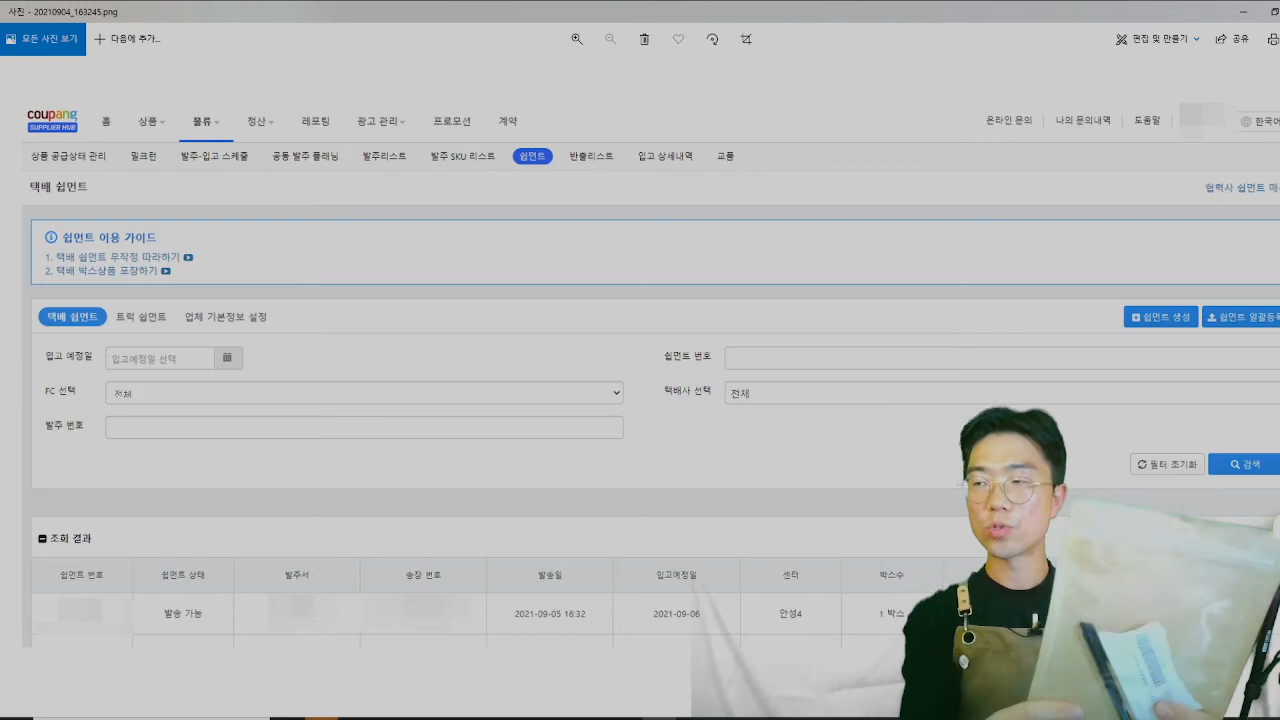 사진 - 20210904_163245.png
모든 사진 보기 다음에 추가... 편집 및 만들기 공유
coupang 홈 상품 물류 정산 레포팅 광고 관리 프로모션 계약 온라인 문의 나의 문의내역 도움말 한국어
SUPPLIER HUB
상품 공급상태 관리 밀크런 발주·입고 스케쥴 공동 발주 플래닝 발주리스트 발주 SKU 리스트 쉽먼트 반출리스트 입고 상세내역 교품
택배 쉽먼트 협력사 쉽먼트
쉽먼트 이용 가이드
1. 택배 쉽먼트 무작정 따라하기
2. 택배 박스상품 포장하기
택배 쉽먼트 트럭 쉽먼트 업체 기본정보 설정 쉽먼트 생성 쉽먼트 일괄등록
입고 예정일 입고예정일 선택 쉽먼트 번호
FC 선택 전체 택배사 선택 전체
발주 번호
필터 초기화 검색
조회 결과
쉽먼트 번호 쉽먼트 상태 발주서 송장 번호 발송일 입고예정일 센터 박스수
발송 가능 2021-09-05 16:32 2021-09-06 안성4 1 박스